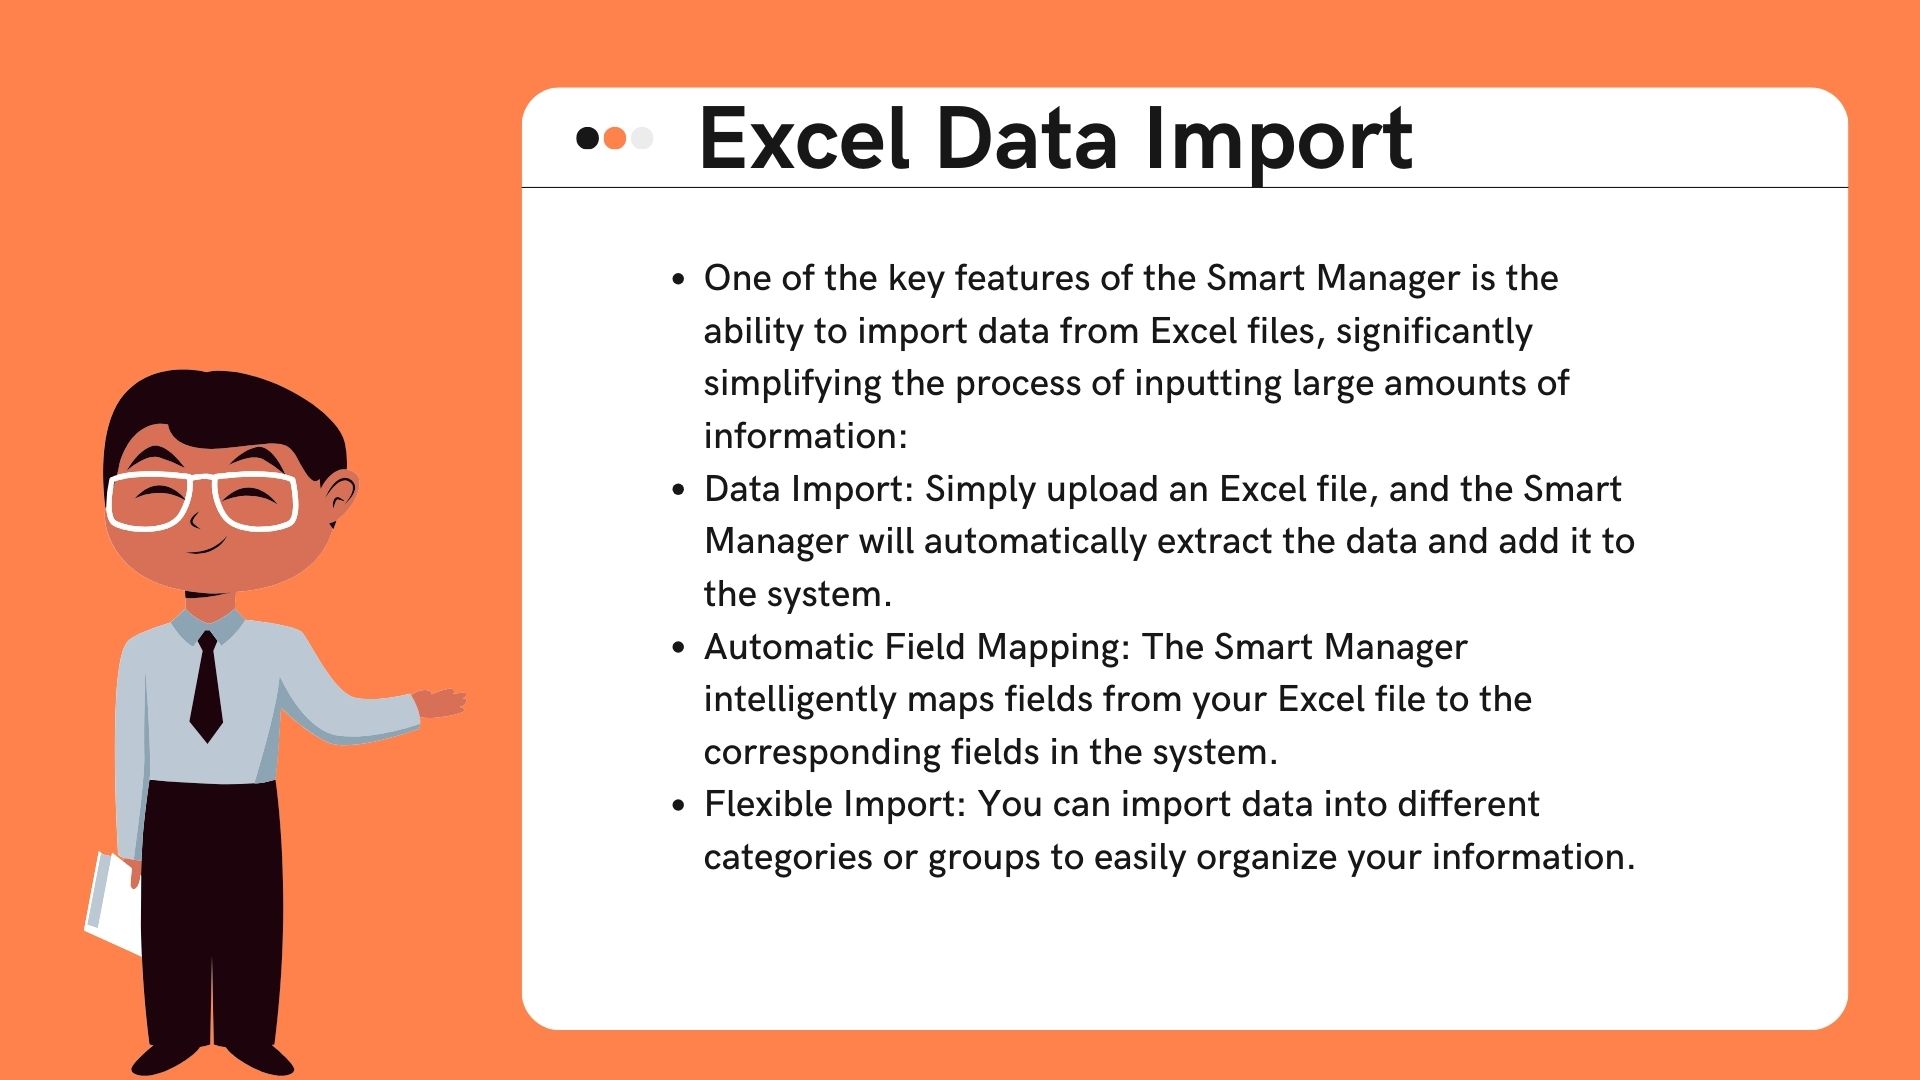 Excel Data Import
• One of the key features of the Smart Manager is the
ability to import data from Excel files, significantly
simplifying the process of inputting large amounts of
information:
• Data Import: Simply upload an Excel file, and the Smart
Manager will automatically extract the data and add it to
the system.
• Automatic Field Mapping: The Smart Manager
intelligently maps fields from your Excel file to the
corresponding fields in the system.
• Flexible Import: You can import data into different
categories or groups to easily organize your information.